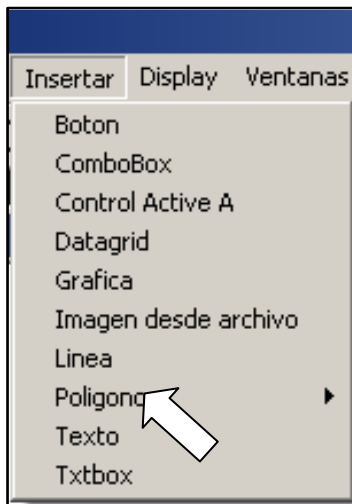 Insertar Display Ventanas
Boton
ComboBox
Control Active A
Datagrid
Grafica
Imagen desde archivo
Linea
Poligono
Texto
Txtbox